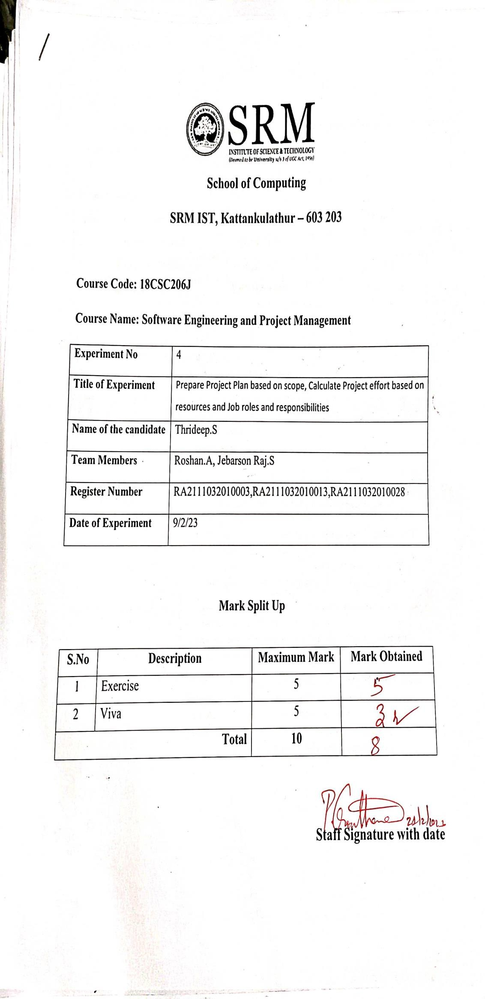 SRM
INSTITUTE OF SCIENCE & TECHNOLOGY
(Deemed to be University u/s 3 of UGC Act, 1956)
School of Computing
SRM IST, Kattankulathur – 603 203
Course Code: 18CSC206J
Course Name: Software Engineering and Project Management
Experiment No 4
Title of Experiment Prepare Project Plan based on scope, Calculate Project effort based on
resources and Job roles and responsibilities
Name of the candidate Thrideep.S
Team Members Roshan.A, Jebarson Raj.S
Register Number RA2111032010003,RA2111032010013,RA2111032010028
Date of Experiment 9/2/23
Mark Split Up
S.No Description Maximum Mark Mark Obtained
1 Exercise 5 5
2 Viva 5 3
Total 10 8
Staff Signature with date